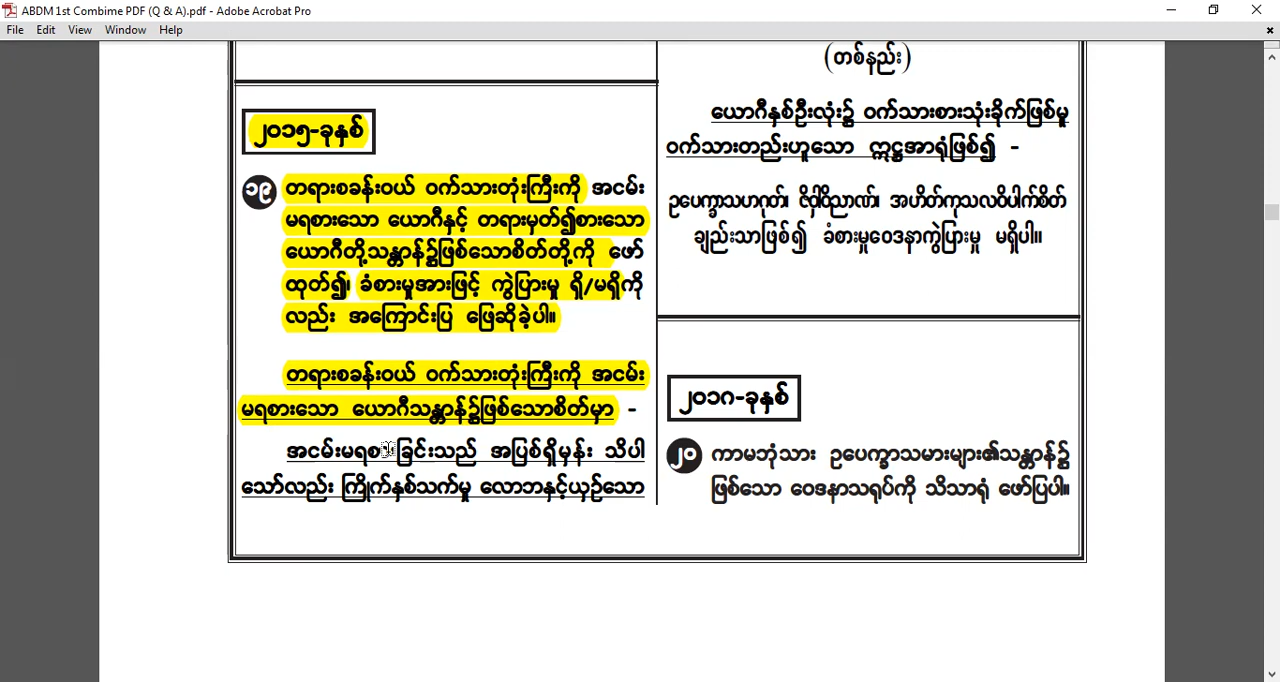 ABDM 1st Combime PDF (Q & A).pdf - Adobe Acrobat Pro
File Edit View Window Help
၂၀၁၅-ခုနှစ်
၁၉ တရားစခန်းဝယ် ဝက်သားတုံးကြီးကို အငမ်း
မရစားသော ယောဂီနှင့် တရားမှတ်၍စားသော
ယောဂီတို့သန္တာန်၌ဖြစ်သောစိတ်တို့ကို ဖော်
ထုတ်၍၊ ခံစားမှုအားဖြင့် ကွဲပြားမှု ရှိ/မရှိကို
လည်း အကြောင်းပြ ဖြေဆိုခဲ့ပါ။
တရားစခန်းဝယ် ဝက်သားတုံးကြီးကို အငမ်း
မရစားသော ယောဂီသန္တာန်၌ဖြစ်သောစိတ်မှာ -
အငမ်းမရစားခြင်းသည် အပြစ်ရှိမှန်း သိပါ
သော်လည်း ကြိုက်နှစ်သက်မှု လောဘနှင့်ယှဉ်သော
(တစ်နည်း)
ယောဂီနှစ်ဦးလုံး၌ ဝက်သားစားသုံးခိုက်ဖြစ်မှု
ဝက်သားတည်းဟူသော ဣဋ္ဌအာရုံဖြစ်၍ -
ဥပေက္ခာသဟဂုတ်၊ ဇိဝှါဝိညာဏ်၊ အဟိတ်ကုသလဝိပါက်စိတ်
ချည်းသာဖြစ်၍ ခံစားမှုဝေဒနာကွဲပြားမှု မရှိပါ။
၂၀၁၈-ခုနှစ်
၂၀ ကာမဘုံသား ဥပေက္ခာသမားများ၏သန္တာန်၌
ဖြစ်သော ဝေဒနာသရုပ်ကို သိသာရုံ ဖော်ပြပါ။